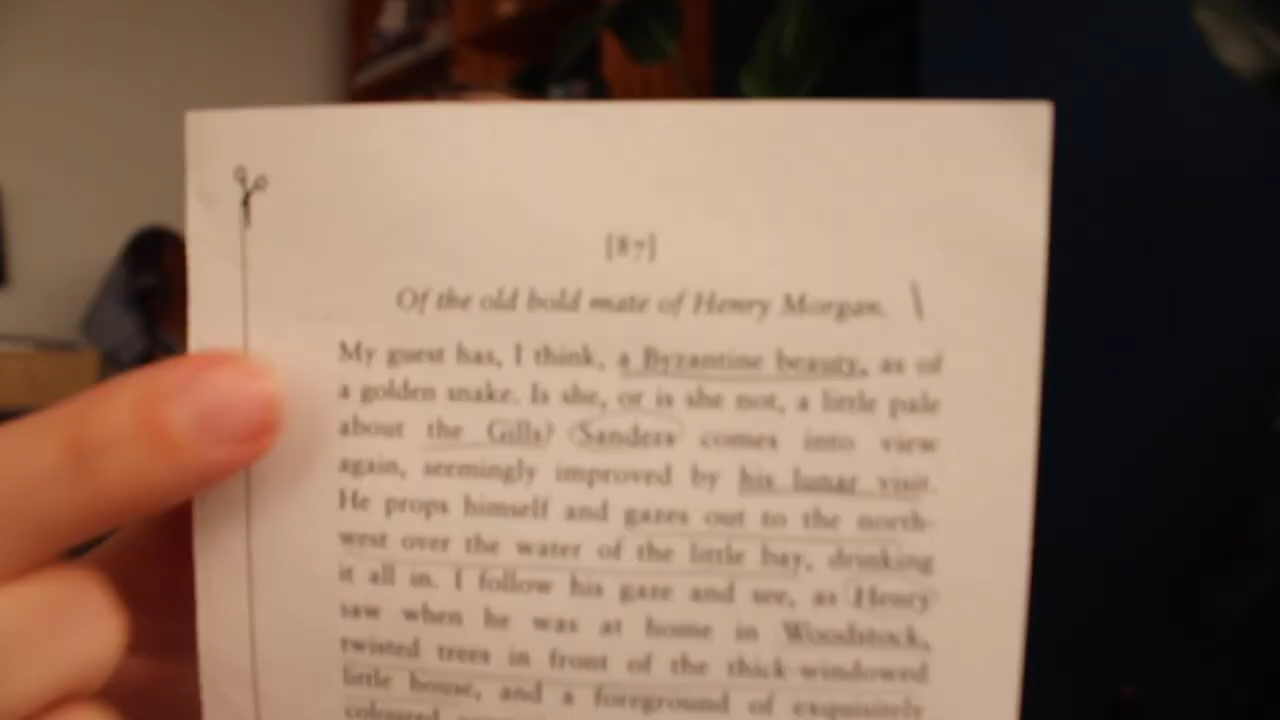 [87]
Of the old bold mate of Henry Morgan.
My guest has, I think, a Byzantine beauty, as of
a golden snake. Is she, or is she not, a little pale
about the Gills? Sanders comes into view
again, seemingly improved by his lunar visit.
He props himself and gazes out to the north-
west over the water of the little bay, drinking
it all in. I follow his gaze and see, as Henry
saw when he was at home in Woodstock,
twisted trees in front of the thick-windowed
little house, and a foreground of exquisitely
coloured